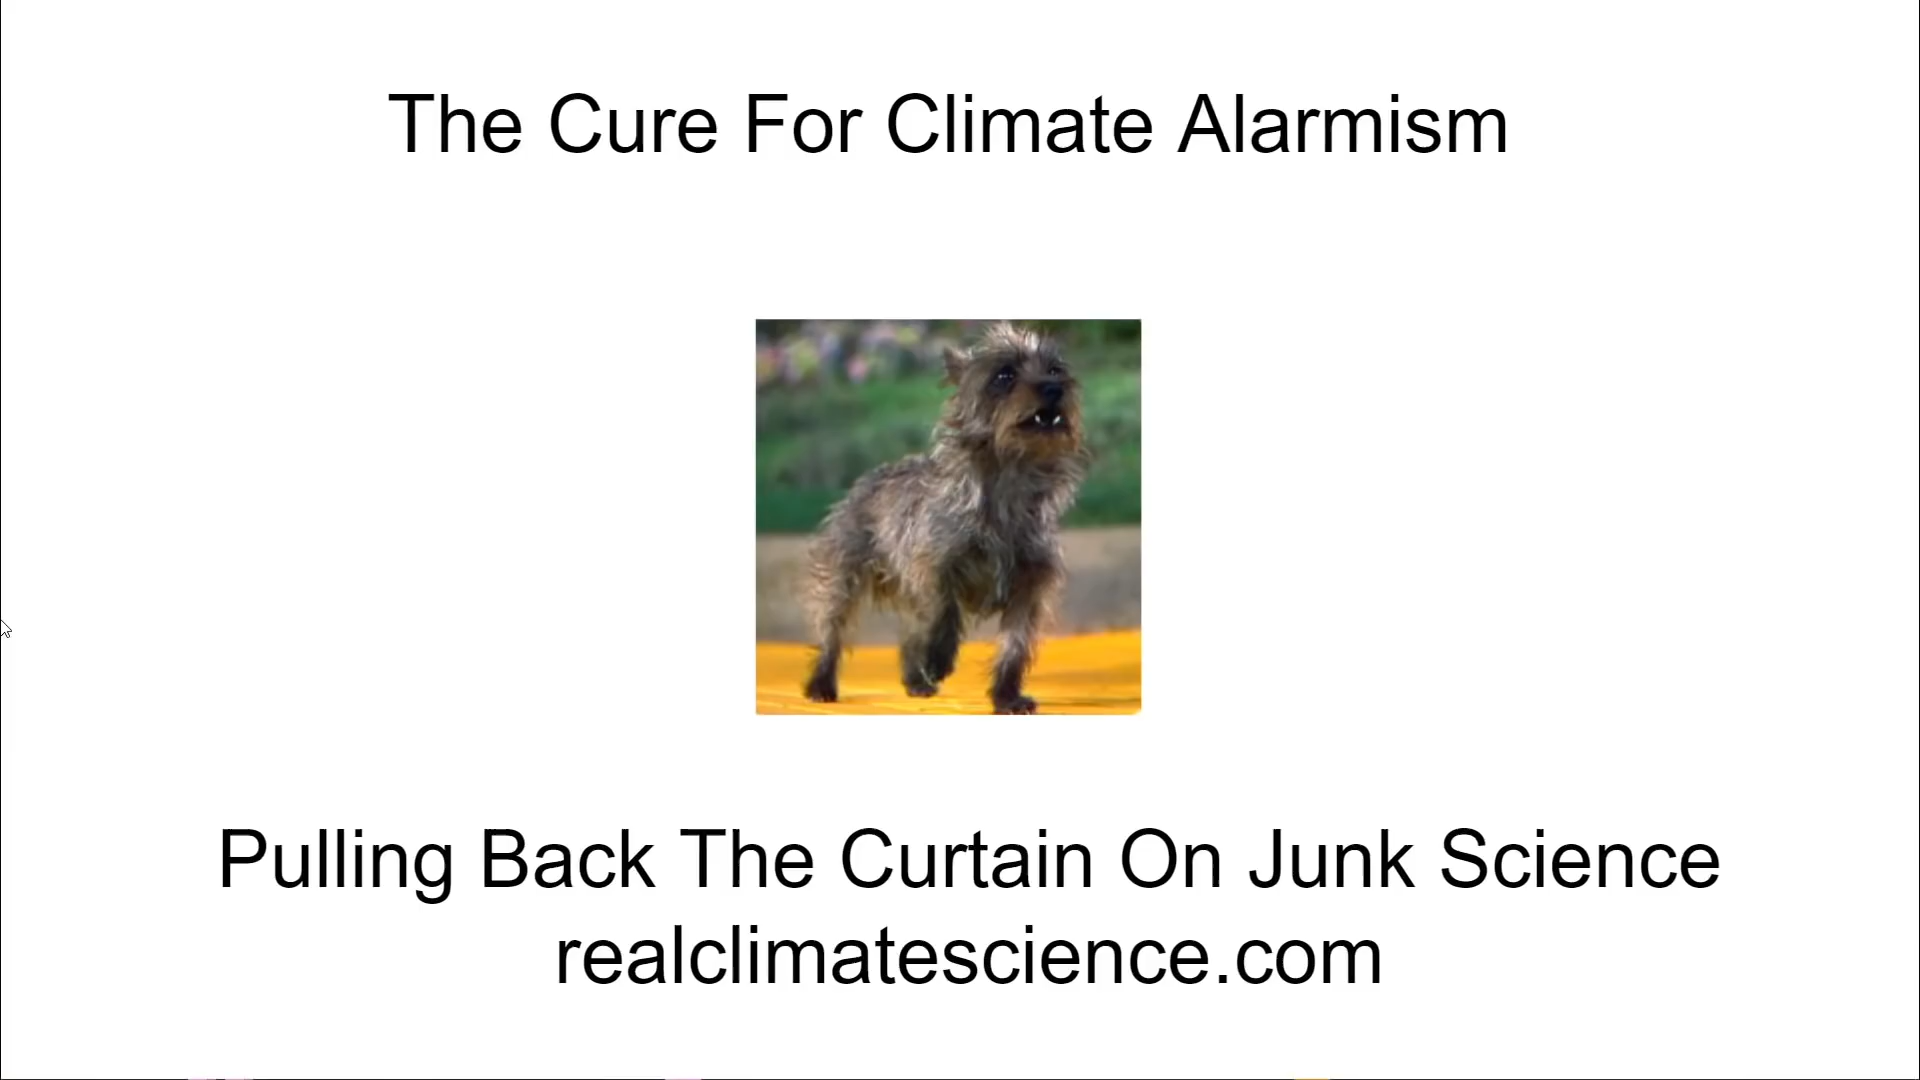 The Cure For Climate Alarmism
Pulling Back The Curtain On Junk Science
realclimatescience.com